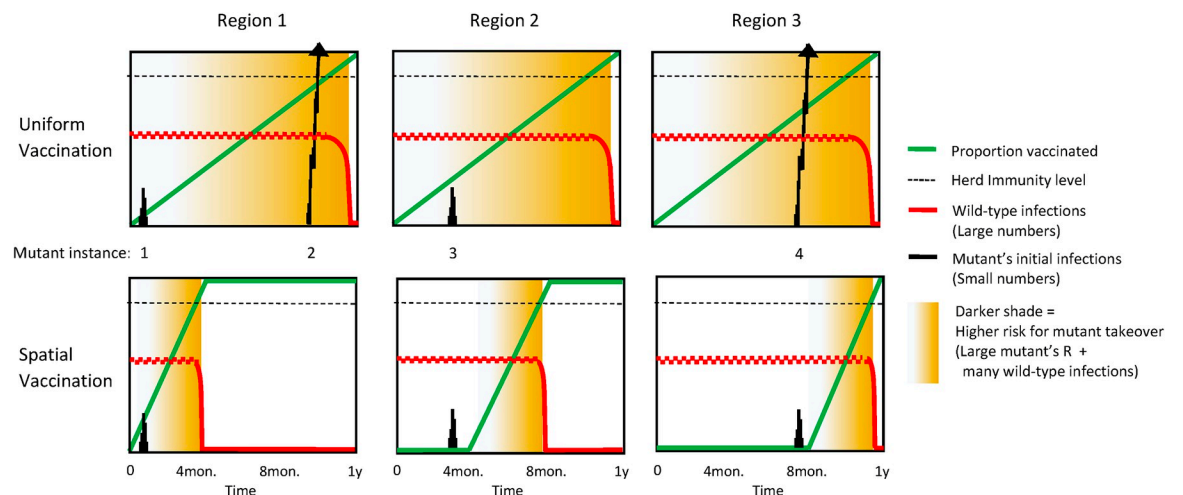 Region 1
Region 2
Region 3
Uniform
Vaccination
Proportion vaccinated
Herd Immunity level
Wild-type infections
(Large numbers)
Mutant's initial infections
(Small numbers)
Darker shade =
Higher risk for mutant takeover
(Large mutant's R +
many wild-type infections)
Mutant instance: 1
2
3
4
Spatial
Vaccination
0
4mon.
8mon.
1y
Time
0
4mon.
8mon.
1y
Time
0
4mon.
8mon.
1y
Time